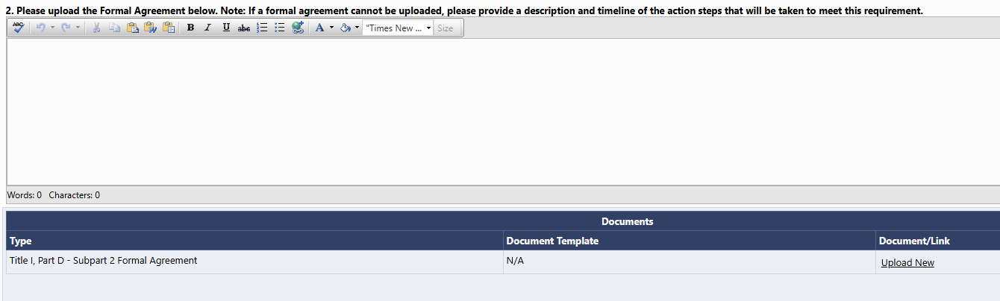 2. Please upload the Formal Agreement below. Note: If a formal agreement cannot be uploaded, please provide a description and timeline of the action steps that will be taken to meet this requirement.
ABC B I U abc A "Times New ... Size
Words: 0 Characters: 0
Documents
Type Document Template Document/Link
Title I, Part D - Subpart 2 Formal Agreement N/A Upload New